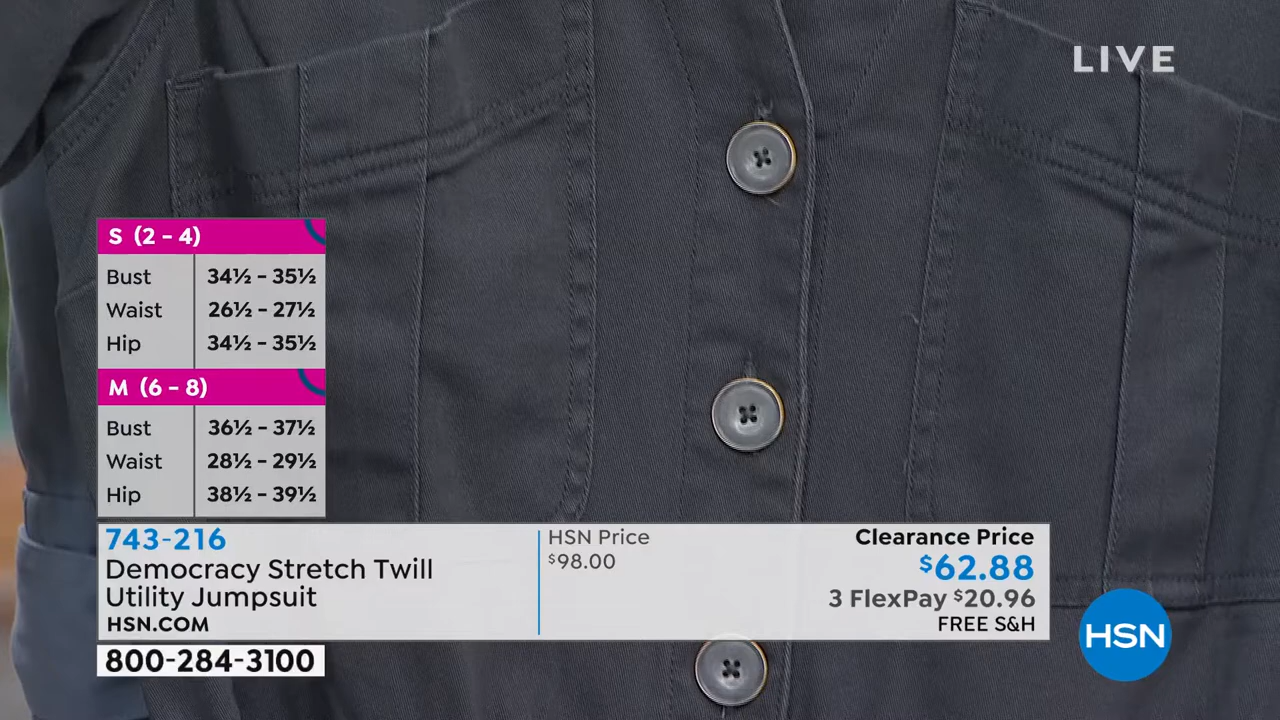 LIVE
S (2 - 4)
Bust 34½ - 35½
Waist 26½ - 27½
Hip 34½ - 35½
M (6 - 8)
Bust 36½ - 37½
Waist 28½ - 29½
Hip 38½ - 39½
743-216
Democracy Stretch Twill
Utility Jumpsuit
HSN.COM
HSN Price
$98.00
Clearance Price
$62.88
3 FlexPay $20.96
FREE S&H
800-284-3100
HSN